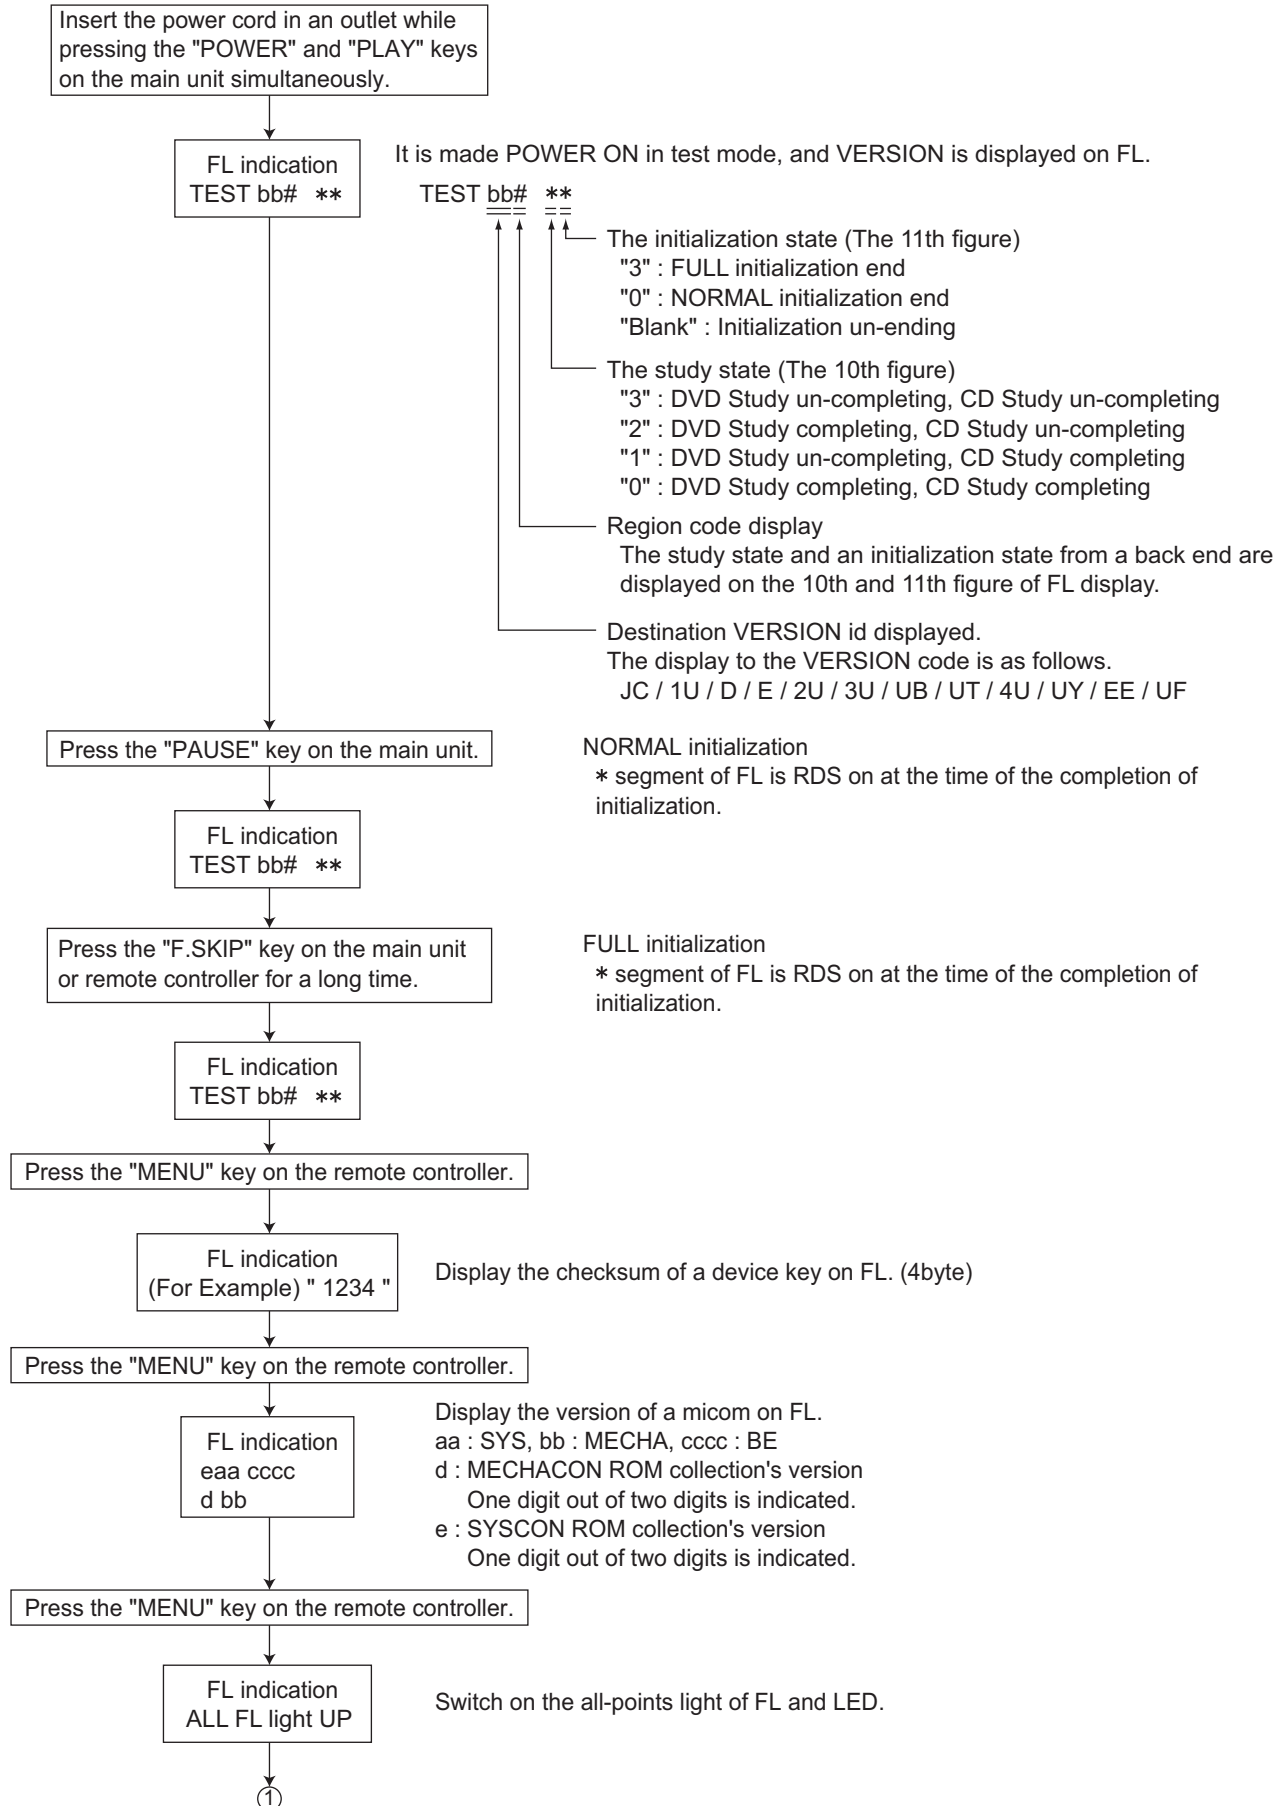 Insert the power cord in an outlet while
pressing the "POWER" and "PLAY" keys
on the main unit simultaneously.
FL indication
TEST bb# **
It is made POWER ON in test mode, and VERSION is displayed on FL.
TEST bb# **
The initialization state (The 11th figure)
"3" : FULL initialization end
"0" : NORMAL initialization end
"Blank" : Initialization un-ending
The study state (The 10th figure)
"3" : DVD Study un-completing, CD Study un-completing
"2" : DVD Study completing, CD Study un-completing
"1" : DVD Study un-completing, CD Study completing
"0" : DVD Study completing, CD Study completing
Region code display
The study state and an initialization state from a back end are
displayed on the 10th and 11th figure of FL display.
Destination VERSION id displayed.
The display to the VERSION code is as follows.
JC / 1U / D / E / 2U / 3U / UB / UT / 4U / UY / EE / UF
Press the "PAUSE" key on the main unit.
NORMAL initialization
* segment of FL is RDS on at the time of the completion of
initialization.
FL indication
TEST bb# **
Press the "F.SKIP" key on the main unit
or remote controller for a long time.
FULL initialization
* segment of FL is RDS on at the time of the completion of
initialization.
FL indication
TEST bb# **
Press the "MENU" key on the remote controller.
FL indication
(For Example) " 1234 "
Display the checksum of a device key on FL. (4byte)
Press the "MENU" key on the remote controller.
FL indication
eaa cccc
d bb
Display the version of a micom on FL.
aa : SYS, bb : MECHA, cccc : BE
d : MECHACON ROM collection's version
One digit out of two digits is indicated.
e : SYSCON ROM collection's version
One digit out of two digits is indicated.
Press the "MENU" key on the remote controller.
FL indication
ALL FL light UP
Switch on the all-points light of FL and LED.
1